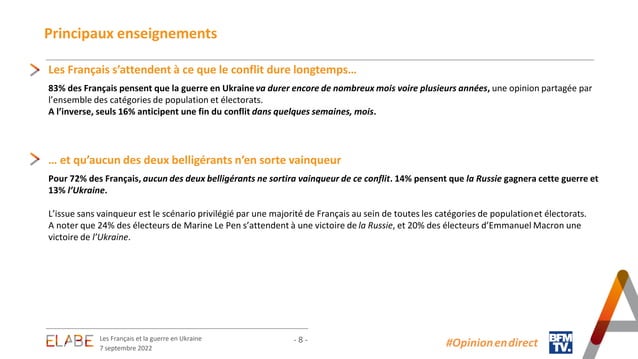 Principaux enseignements
Les Français s’attendent à ce que le conflit dure longtemps…
83% des Français pensent que la guerre en Ukraine va durer encore de nombreux mois voire plusieurs années, une opinion partagée par
l’ensemble des catégories de population et électorats.
A l’inverse, seuls 16% anticipent une fin du conflit dans quelques semaines, mois.
… et qu’aucun des deux belligérants n’en sorte vainqueur
Pour 72% des Français, aucun des deux belligérants ne sortira vainqueur de ce conflit. 14% pensent que la Russie gagnera cette guerre et
13% l’Ukraine.
L’issue sans vainqueur est le scénario privilégié par une majorité de Français au sein de toutes les catégories de population et électorats.
A noter que 24% des électeurs de Marine Le Pen s’attendent à une victoire de la Russie, et 20% des électeurs d’Emmanuel Macron une
victoire de l’Ukraine.
ELABE
Les Français et la guerre en Ukraine
7 septembre 2022
- 8 -
#Opinion en direct
BFM
TV.